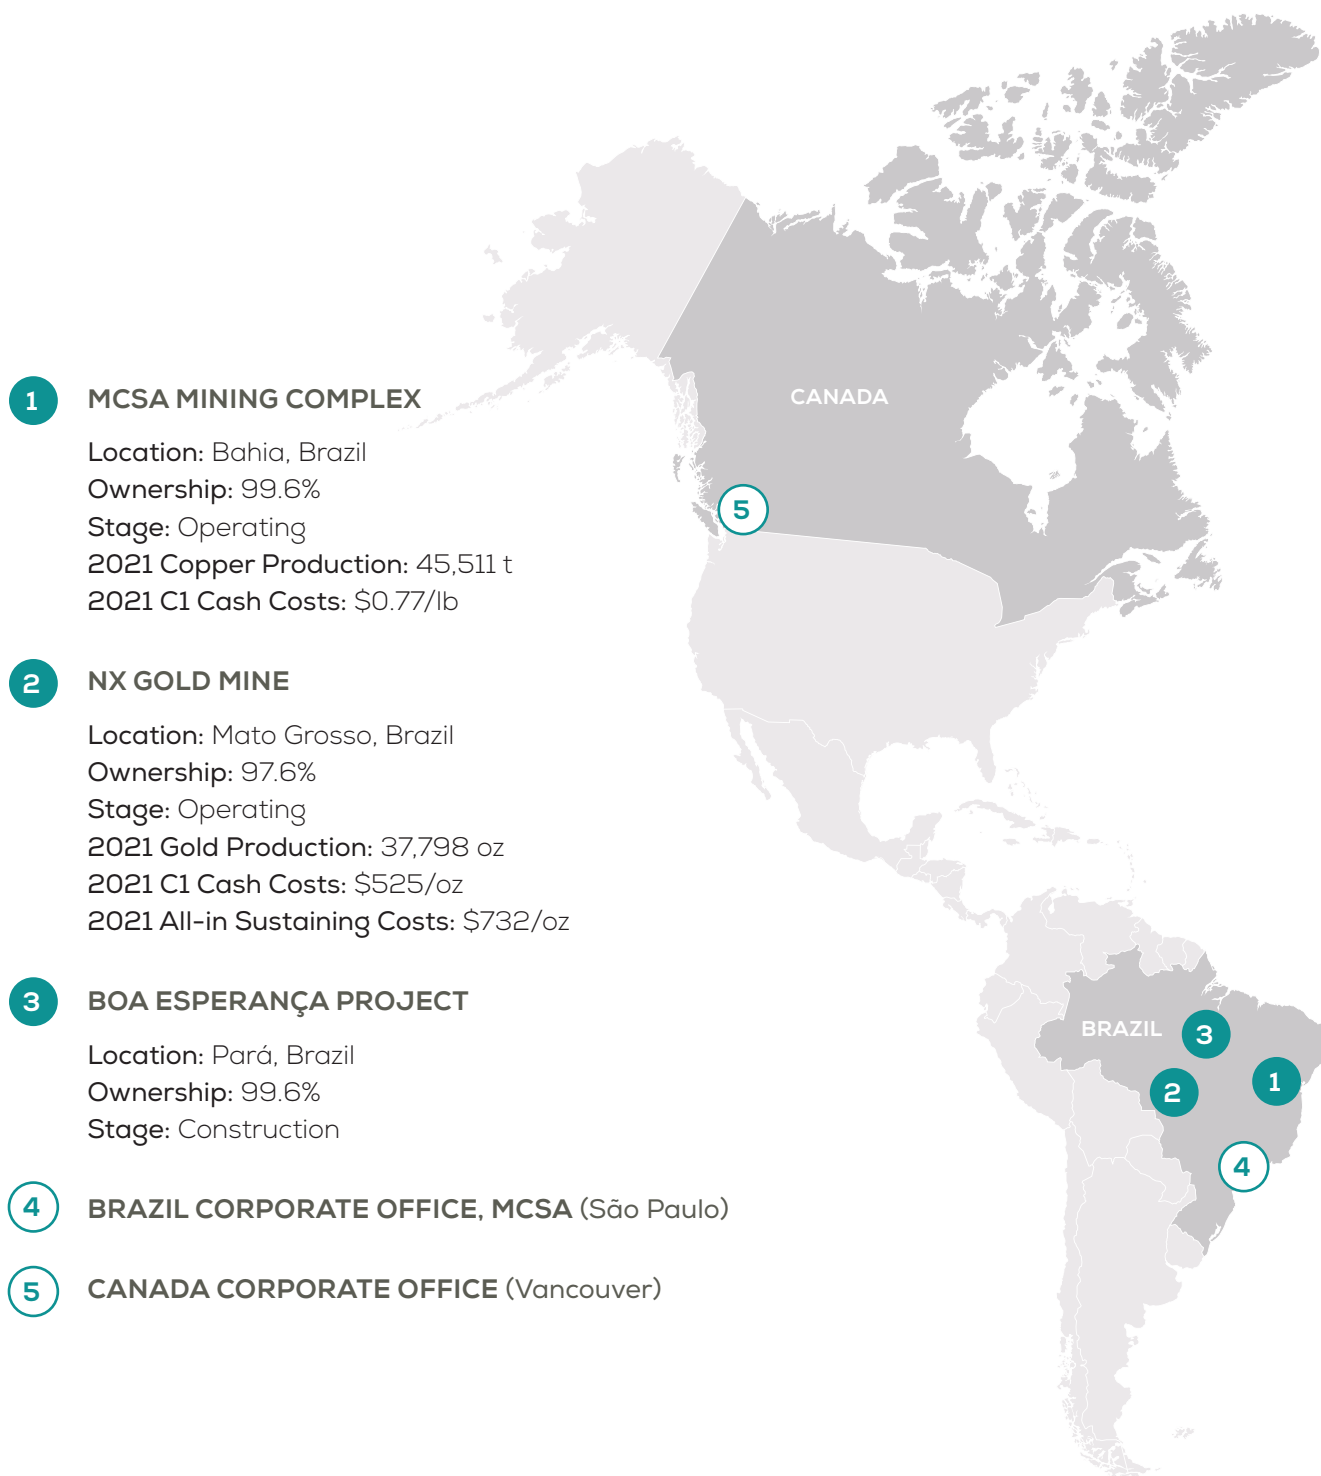 1 MCSA MINING COMPLEX
Location: Bahia, Brazil
Ownership: 99.6%
Stage: Operating
2021 Copper Production: 45,511 t
2021 C1 Cash Costs: $0.77/lb
2 NX GOLD MINE
Location: Mato Grosso, Brazil
Ownership: 97.6%
Stage: Operating
2021 Gold Production: 37,798 oz
2021 C1 Cash Costs: $525/oz
2021 All-in Sustaining Costs: $732/oz
3 BOA ESPERANÇA PROJECT
Location: Pará, Brazil
Ownership: 99.6%
Stage: Construction
4 BRAZIL CORPORATE OFFICE, MCSA (São Paulo)
5 CANADA CORPORATE OFFICE (Vancouver)
CANADA
5
BRAZIL
3
1
2
4